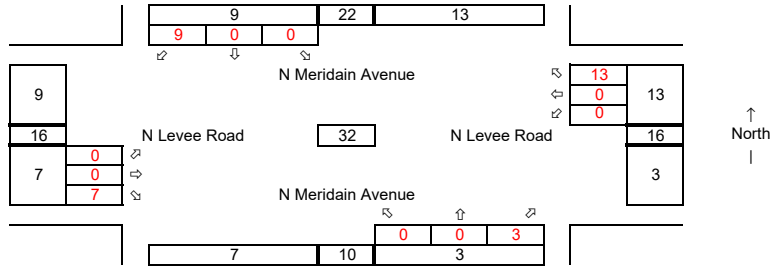 9 22 13
9 0 0
↙ ⇩ ↘
N Meridain Avenue
↖ 13
9 ⇦ 0 13
↙ 0
↑
16 N Levee Road 32 N Levee Road 16 North
0 ↗ |
7 0 ⇨ 3
7 ↘
N Meridain Avenue
↖ ⇧ ↗
0 0 3
7 10 3